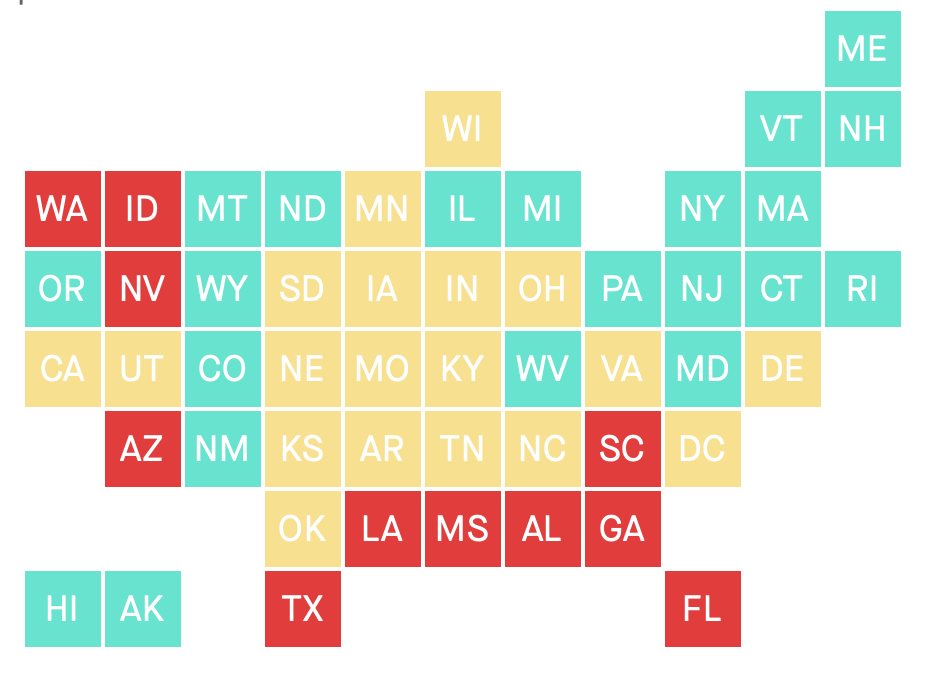 ME
WI VT NH
WA ID MT ND MN IL MI NY MA
OR NV WY SD IA IN OH PA NJ CT RI
CA UT CO NE MO KY WV VA MD DE
AZ NM KS AR TN NC SC DC
OK LA MS AL GA
HI AK TX FL